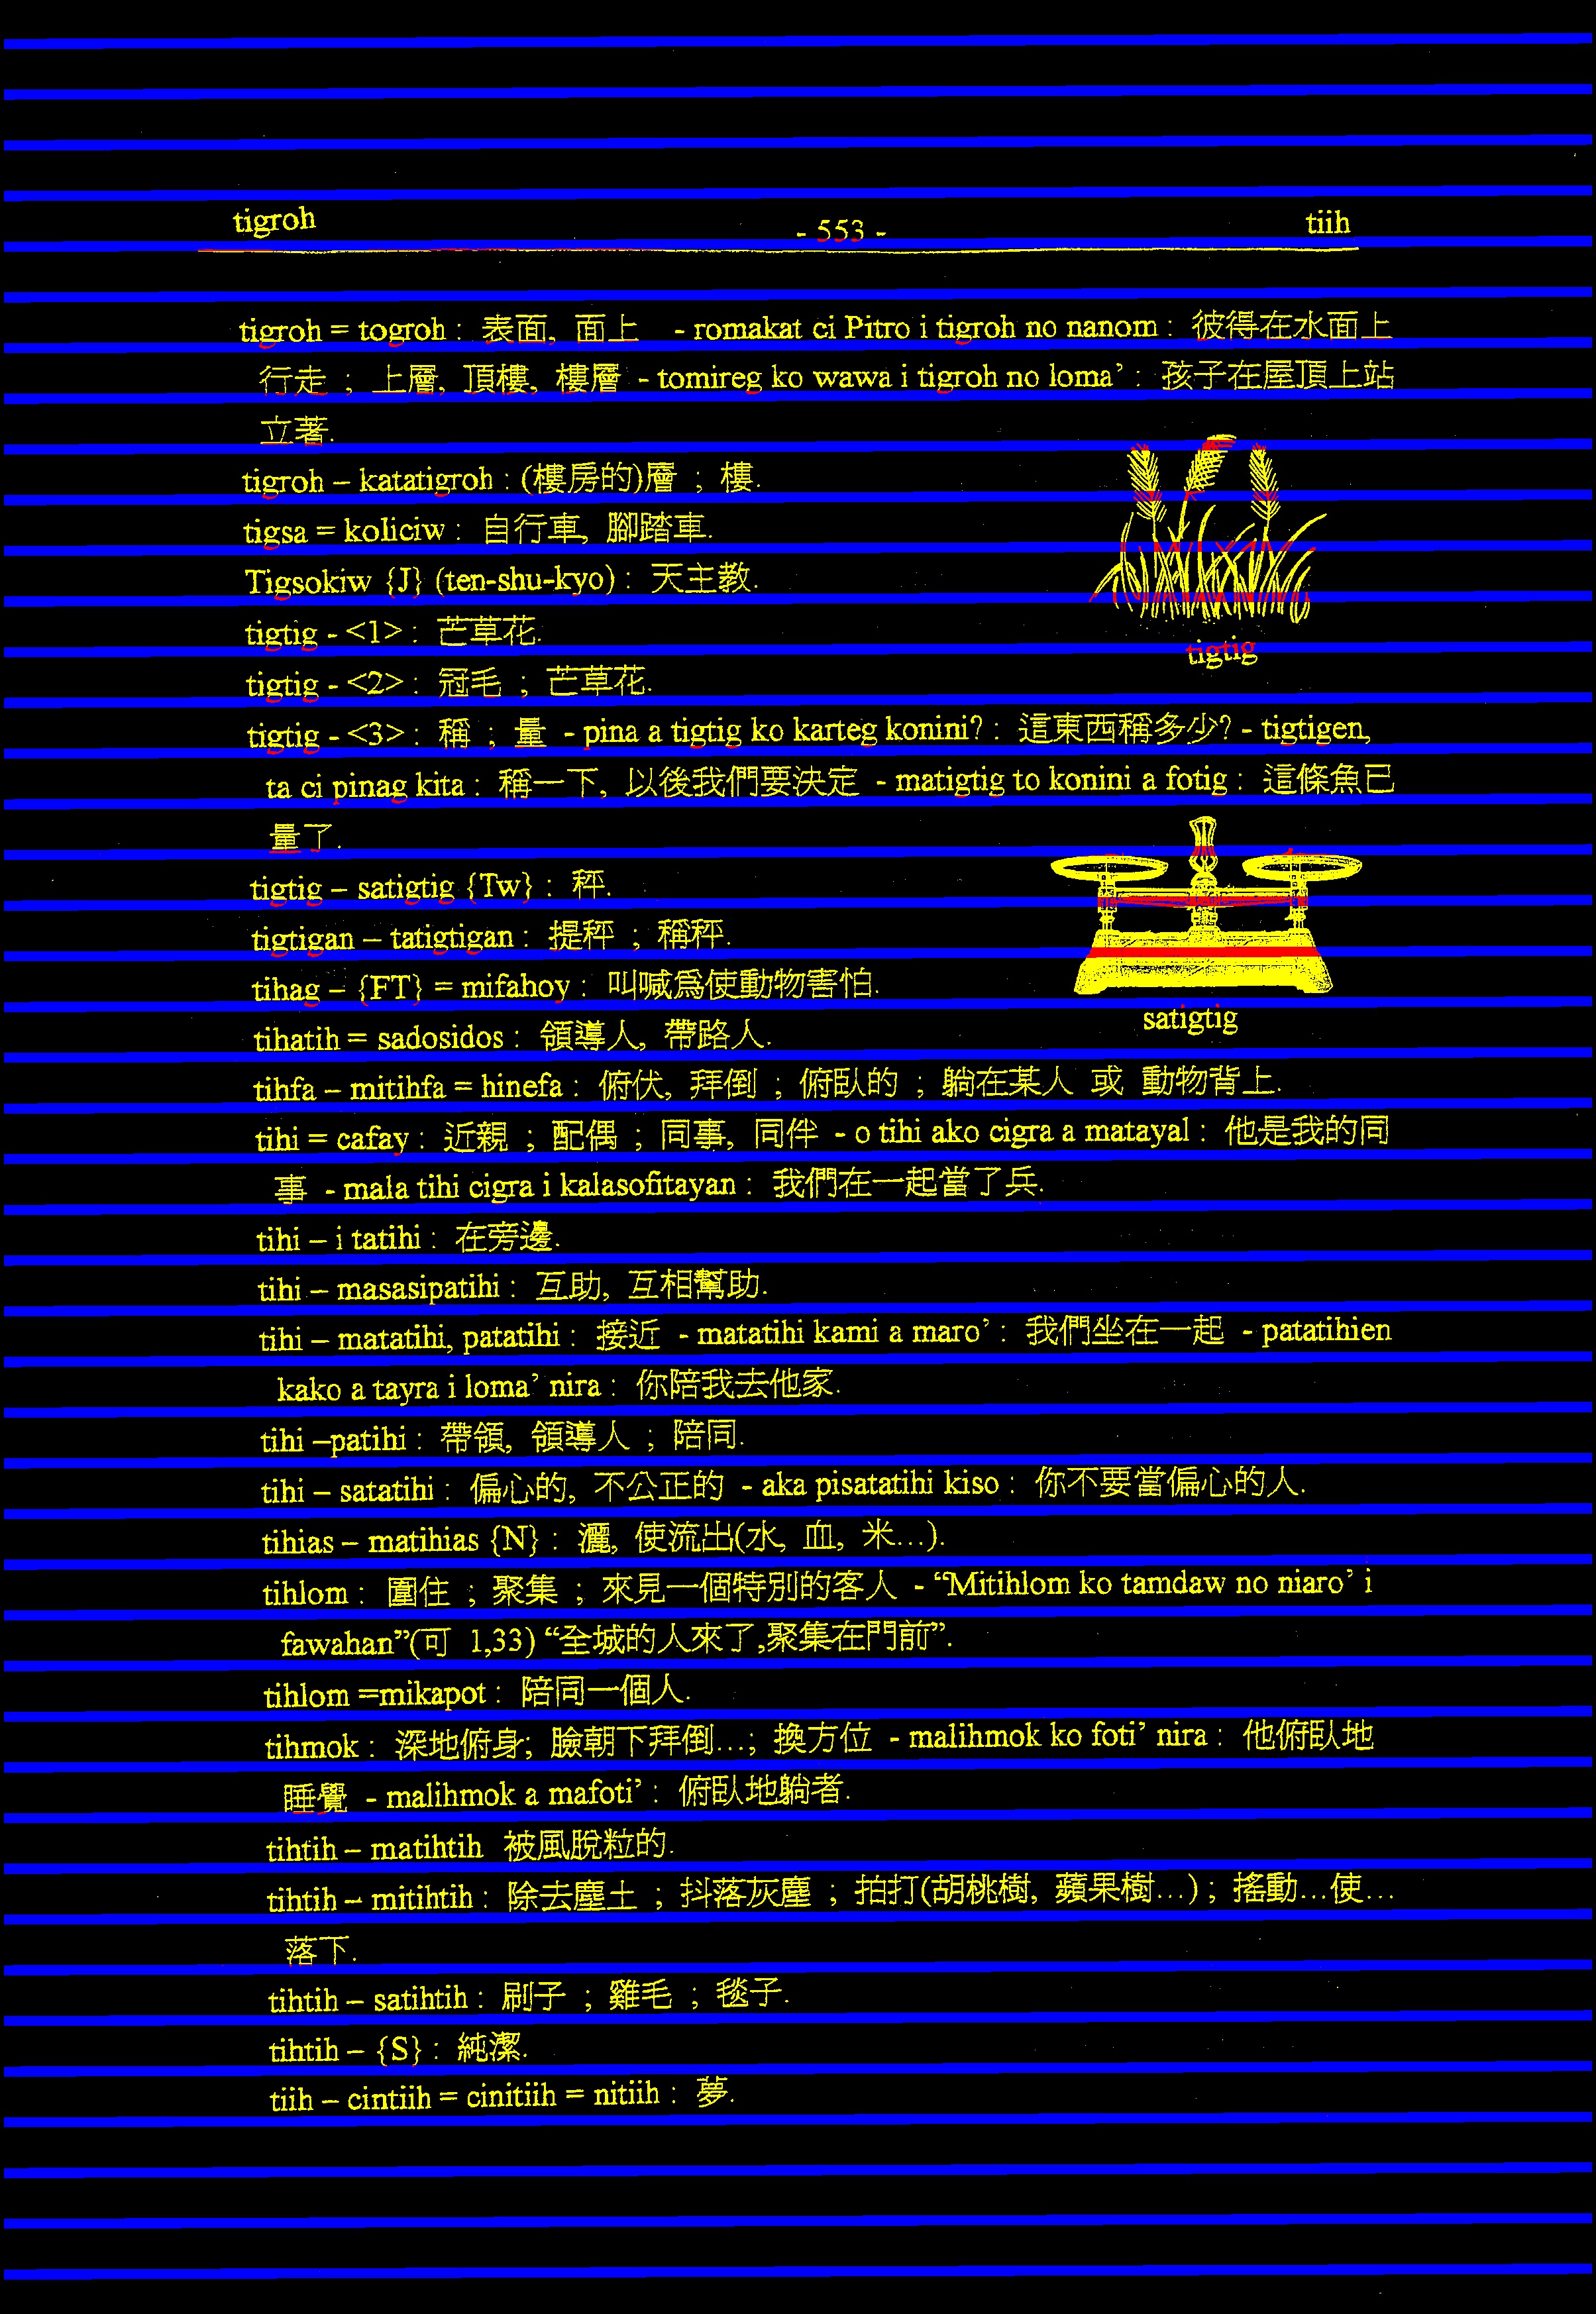 tigroh - 553 - tiih
tigroh = togroh : 表面, 面上 - romakat ci Pitro i tigroh no nanom : 彼得在水面上
行走 ; 上層, 頂樓, 樓層 - tomireg ko wawa i tigroh no loma’ : 孩子在屋頂上站
立著.
tigroh – katatigroh : (樓房的)層 ; 樓.
tigsa = koliciw : 自行車, 腳踏車.
Tigsokiw {J} (ten-shu-kyo) : 天主教.
tigtig - <1> : 芒草花.
tigtig
tigtig - <2> : 冠毛 ; 芒草花.
tigtig - <3> : 稱 ; 量 - pina a tigtig ko karteg konini? : 這東西稱多少? - tigtigen,
ta ci pinag kita : 稱一下, 以後我們要決定 - matigtig to konini a fotig : 這條魚已
量了.
tigtig – satigtig {Tw} : 秤.
tigtigan – tatigtigan : 提秤 ; 稱秤.
tihag – {FT} = mifahoy : 叫喊爲使動物害怕.
satigtig
tihatih = sadosidos : 領導人, 帶路人.
tihfa – mitihfa = hinefa : 俯伏, 拜倒 ; 俯臥的 ; 躺在某人 或 動物背上.
tihi = cafay : 近親 ; 配偶 ; 同事, 同伴 - o tihi ako cigra a matayal : 他是我的同
事 - mala tihi cigra i kalasofitayan : 我們在一起當了兵.
tihi – i tatihi : 在旁邊.
tihi – masasipatihi : 互助, 互相幫助.
tihi – matatihi, patatihi : 接近 - matatihi kami a maro’ : 我們坐在一起 - patatihien
kako a tayra i loma’ nira : 你陪我去他家.
tihi –patihi : 帶領, 領導人 ; 陪同.
tihi – satatihi : 偏心的, 不公正的 - aka pisatatihi kiso : 你不要當偏心的人.
tihias – matihias {N} : 灑, 使流出(水, 血, 米...).
tihlom : 圍住 ; 聚集 ; 來見一個特別的客人 - “Mitihlom ko tamdaw no niaro’ i
fawahan”(可 1,33) “全城的人來了,聚集在門前”.
tihlom =mikapot : 陪同一個人.
tihmok : 深地俯身; 臉朝下拜倒...; 換方位 - malihmok ko foti’ nira : 他俯臥地
睡覺 - malihmok a mafoti’ : 俯臥地躺者.
tihtih – matihtih 被風脫粒的.
tihtih – mitihtih : 除去塵土 ; 抖落灰塵 ; 拍打(胡桃樹, 蘋果樹...) ; 搖動...使...
落下.
tihtih – satihtih : 刷子 ; 雞毛 ; 毯子.
tihtih – {S} : 純潔.
tiih – cintiih = cinitiih = nitiih : 夢.